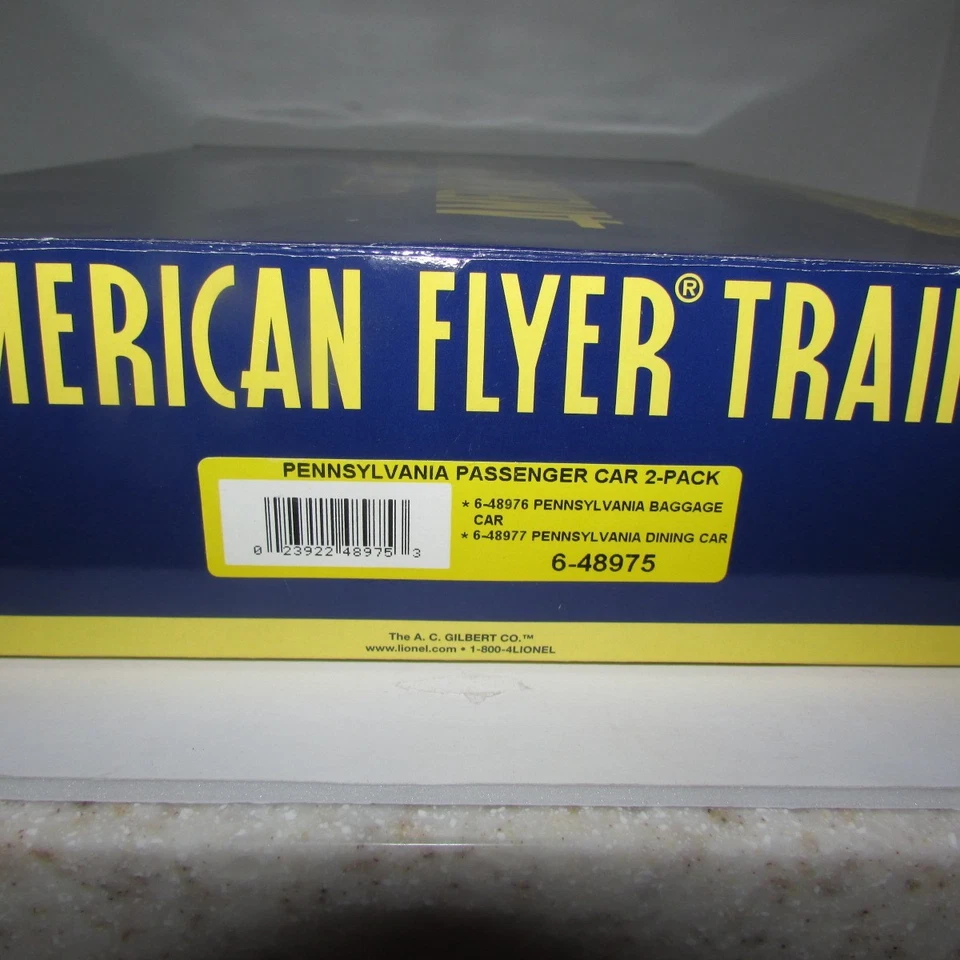 MERICAN FLYER® TRAIN
PENNSYLVANIA PASSENGER CAR 2-PACK
* 6-48976 PENNSYLVANIA BAGGAGE
CAR
* 6-48977 PENNSYLVANIA DINING CAR
6-48975
0 23922 48975 3
The A. C. GILBERT CO.™
www.lionel.com • 1-800-4LIONEL